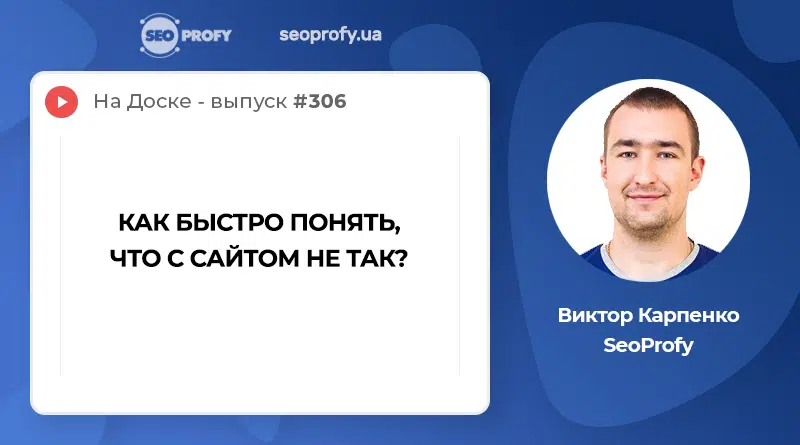 SEO PROFY
seoprofy.ua
На Доске - выпуск #306
КАК БЫСТРО ПОНЯТЬ,
ЧТО С САЙТОМ НЕ ТАК?
Виктор Карпенко
SeoProfy